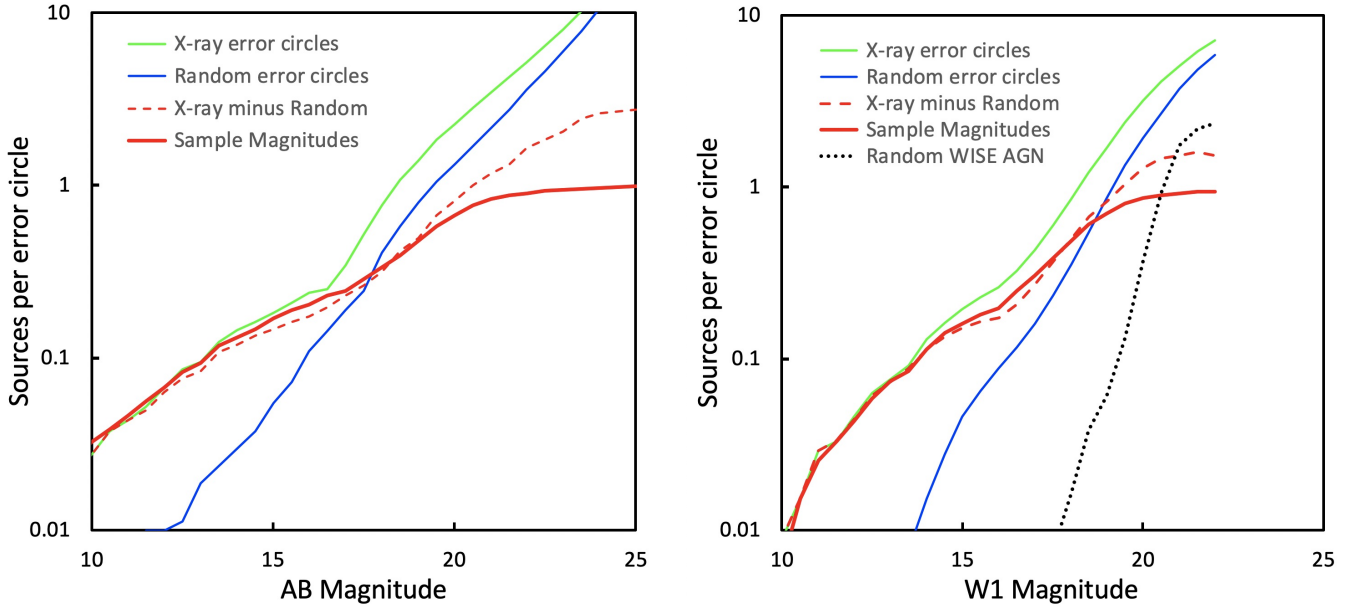 10
1
0.1
0.01
Sources per error circle
X-ray error circles
Random error circles
X-ray minus Random
Sample Magnitudes
10
15
20
25
AB Magnitude
10
1
0.1
0.01
Sources per error circle
X-ray error circles
Random error circles
X-ray minus Random
Sample Magnitudes
Random WISE AGN
10
15
20
25
W1 Magnitude